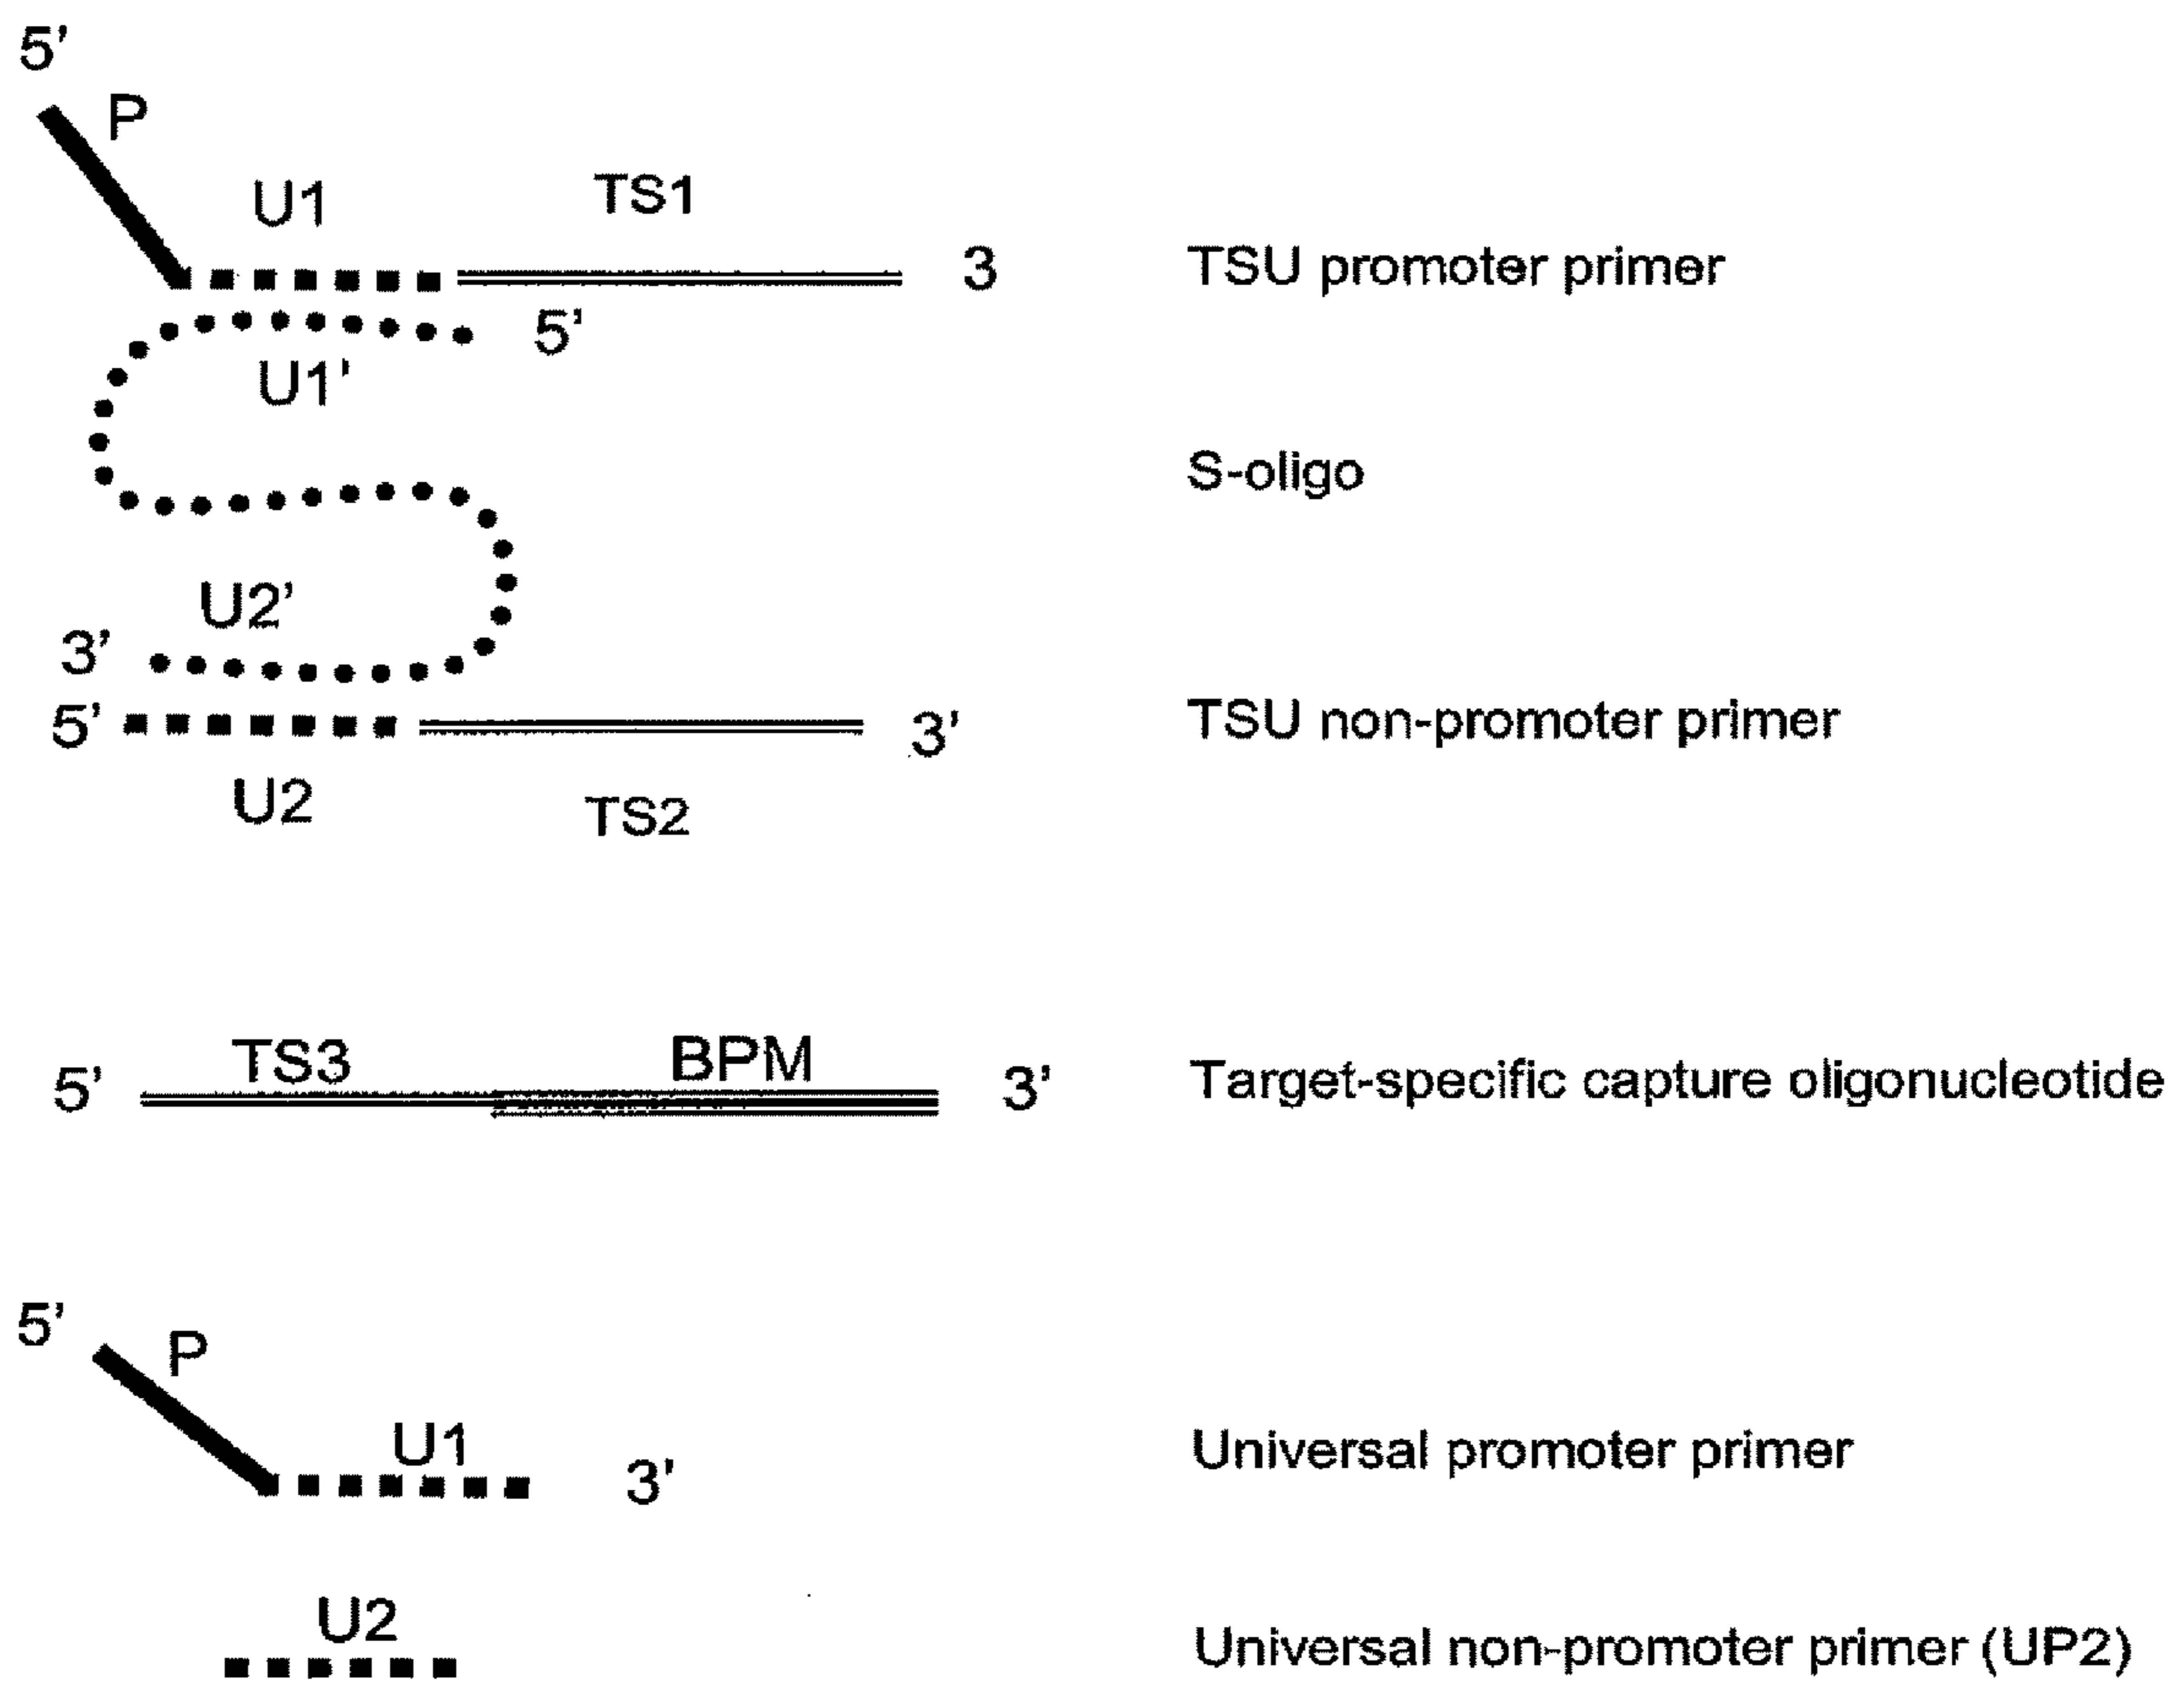 5’
P
U1
TS1
3
TSU promoter primer
5’
U1'
S-oligo
U2’
3’
5’
3’
TSU non-promoter primer
U2
TS2
TS3
BPM
5’
3’
Target-specific capture oligonucleotide
5’
P
U1
3'
Universal promoter primer
U2
Universal non-promoter primer (UP2)